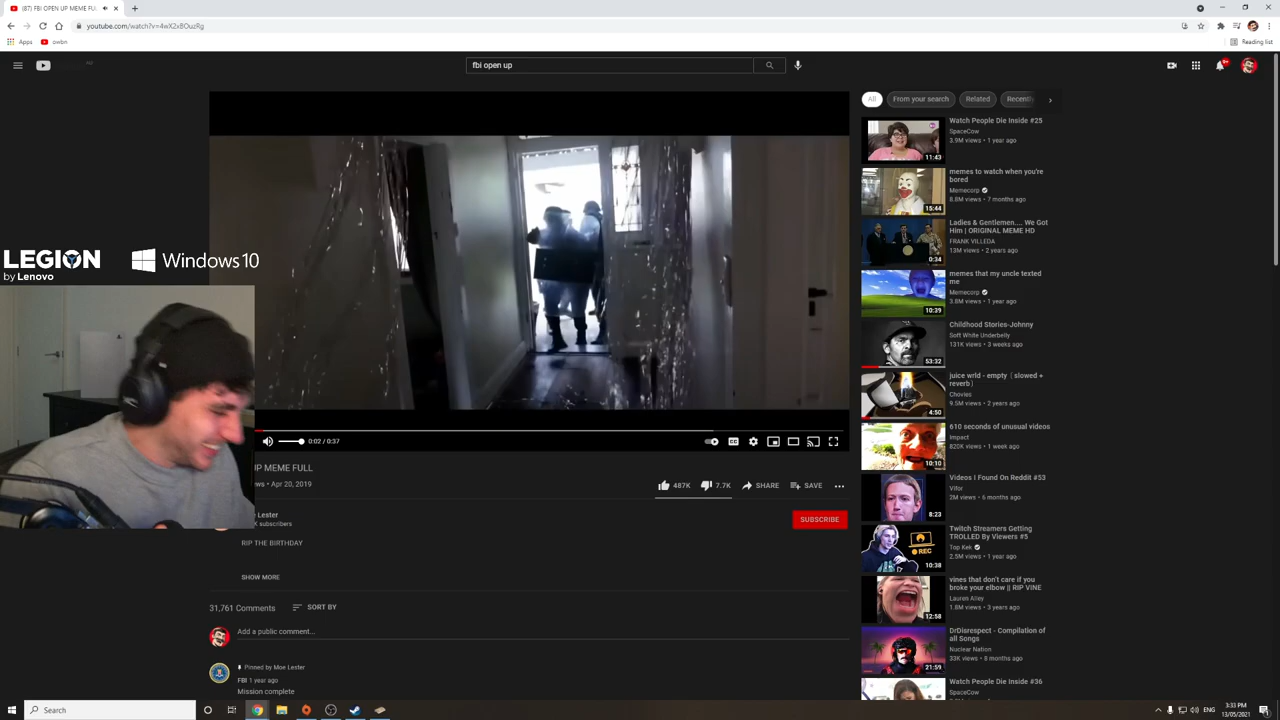 (87) FBI OPEN UP MEME FU
youtube.com/watch?v=4wX2xBOuzRg
Apps
owbn
Reading list
fbi open up
9+
All
From your search
Related
Recently
Watch People Die Inside #25
SpaceCow
3.9M views • 1 year ago
11:43
memes to watch when you're
bored
Memecorp
8.8M views • 7 months ago
15:44
Ladies & Gentlemen.... We Got
Him | ORIGINAL MEME HD
FRANK VILLEDA
13M views • 2 years ago
0:34
memes that my uncle texted
me
Memecorp
3.8M views • 1 year ago
10:39
Childhood Stories-Johnny
Soft White Underbelly
131K views • 3 weeks ago
53:32
juice wrld - empty ( slowed +
reverb )
Chovies
9.5M views • 2 years ago
4:50
610 seconds of unusual videos
Impact
820K views • 1 week ago
10:10
Videos I Found On Reddit #53
Vifor
2M views • 6 months ago
8:23
Twitch Streamers Getting
TROLLED By Viewers #5
Top Kek
2.5M views • 1 year ago
REC
10:38
vines that don't care if you
broke your elbow || RIP VINE
Lauren Alley
1.8M views • 3 years ago
12:58
DrDisrespect - Compilation of
all Songs
Nuclear Nation
33K views • 8 months ago
21:59
Watch People Die Inside #36
SpaceCow
LEGION
by Lenovo
Windows 10
0:02 / 0:37
UP MEME FULL
ews • Apr 20, 2019
487K
7.7K
SHARE
SAVE
Lester
K subscribers
SUBSCRIBE
RIP THE BIRTHDAY
SHOW MORE
31,761 Comments
SORT BY
Add a public comment...
Pinned by Moe Lester
FBI 1 year ago
Mission complete
Search
ENG
3:33 PM
13/05/2021